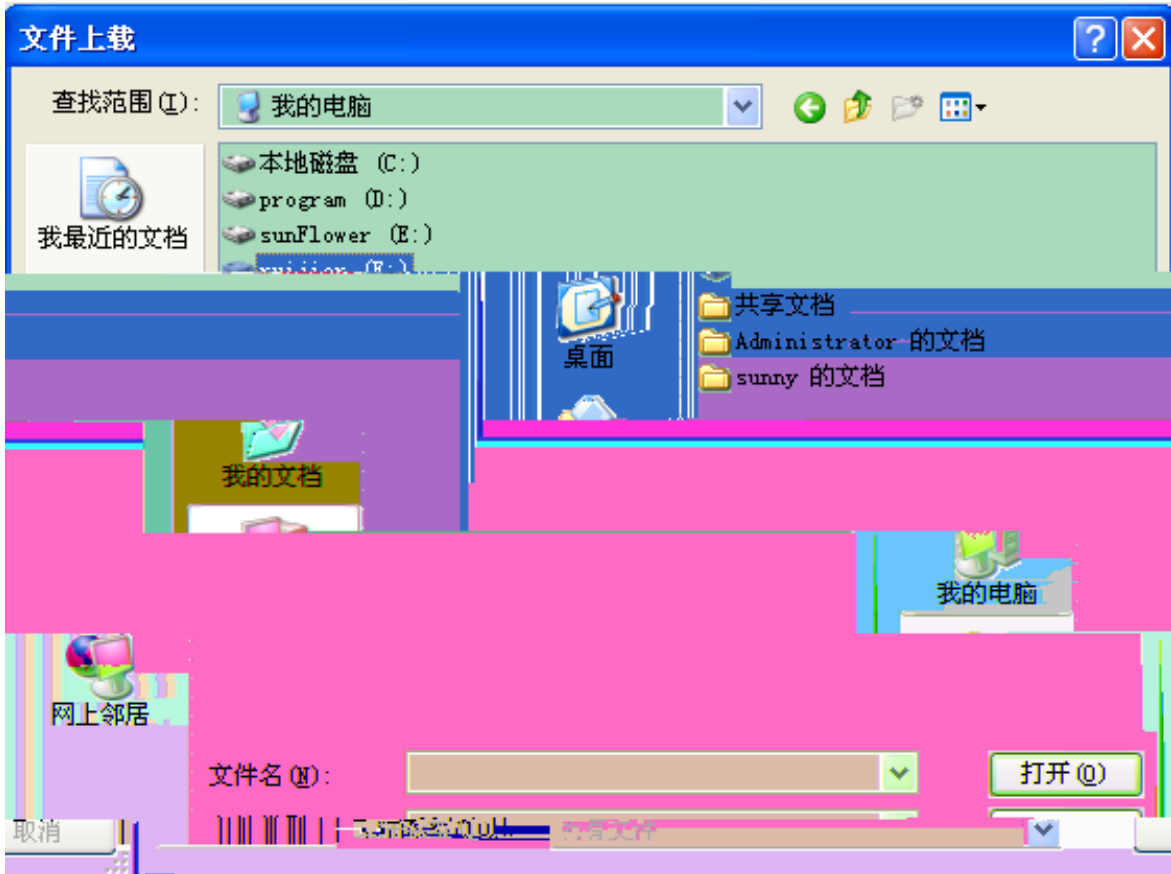 文件上载
查找范围(I):
我的电脑
本地磁盘 (C:)
program (D:)
sunFlower (E:)
我最近的文档
共享文档
Administrator 的文档
sunny 的文档
桌面
我的文档
我的电脑
网上邻居
文件名(N):
打开(O)
取消